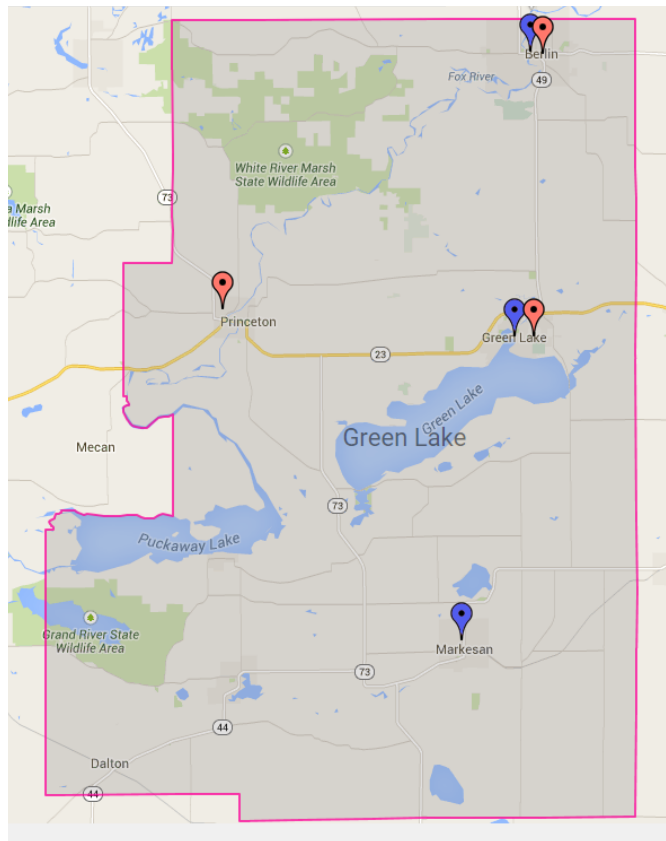 Berlin
Fox River
49
White River Marsh
State Wildlife Area
73
a Marsh
ldlife Area
Princeton
Green Lake
23
Green Lake
Green Lake
Mecan
73
Puckaway Lake
Grand River State
Wildlife Area
Markesan
73
44
Dalton
44